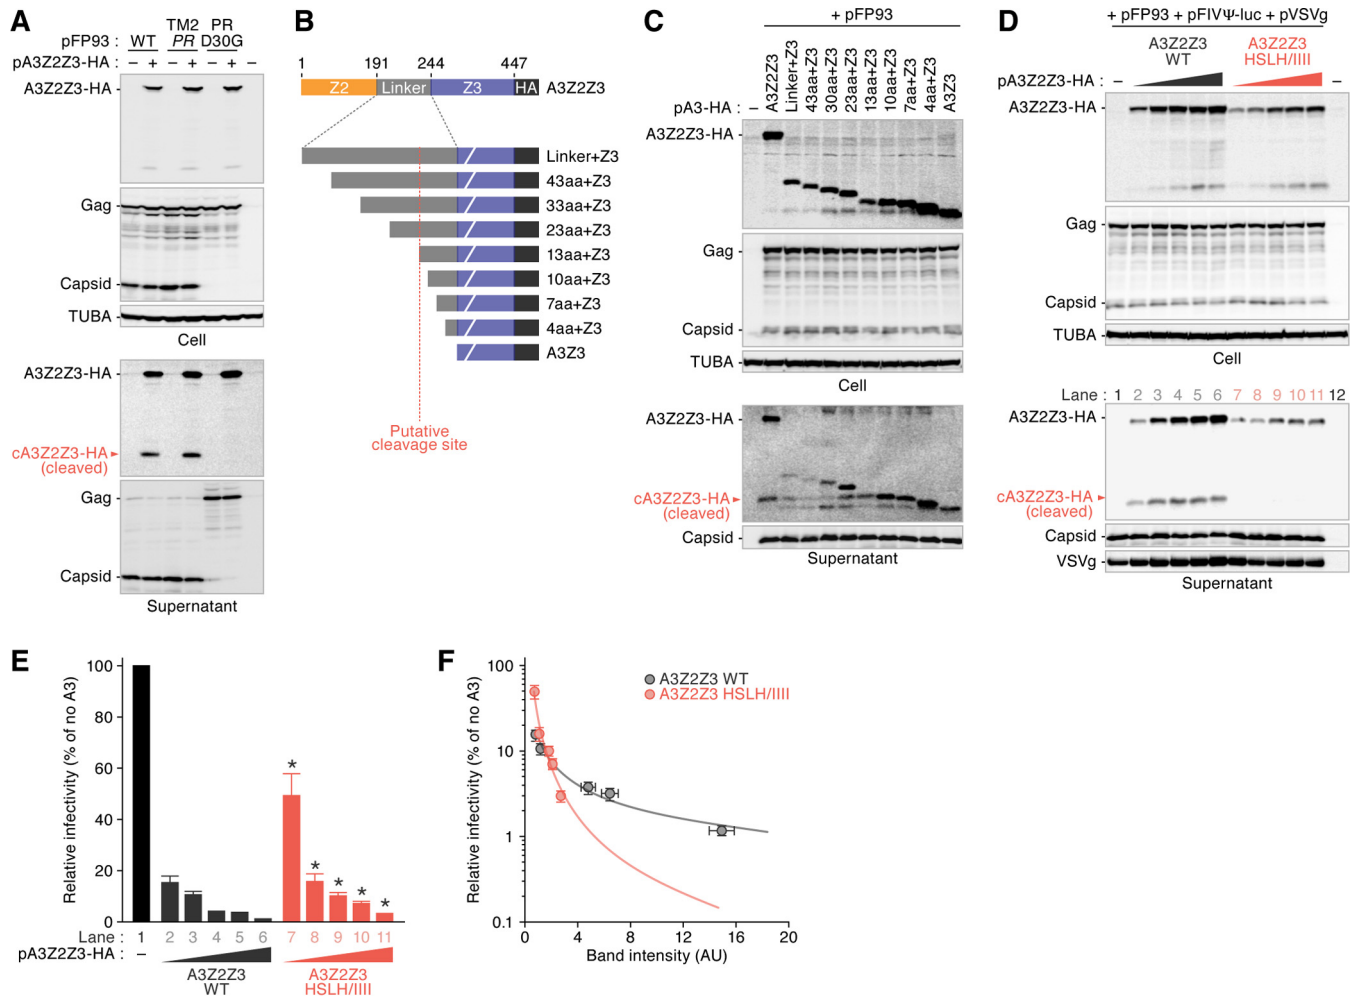 A
TM2 PR
pFP93 : WT PR D30G
pA3Z2Z3-HA : – + – + – + –
A3Z2Z3-HA
Gag
Capsid
TUBA
Cell
A3Z2Z3-HA
cA3Z2Z3-HA
(cleaved)
Gag
Capsid
Supernatant
B
1 191 244 447
Z2 Linker Z3 HA A3Z2Z3
Linker+Z3
43aa+Z3
33aa+Z3
23aa+Z3
13aa+Z3
10aa+Z3
7aa+Z3
4aa+Z3
A3Z3
Putative
cleavage site
C
+ pFP93
pA3-HA : – A3Z2Z3 Linker+Z3 43aa+Z3 30aa+Z3 23aa+Z3 13aa+Z3 10aa+Z3 7aa+Z3 4aa+Z3 A3Z3
A3Z2Z3-HA
Gag
Capsid
TUBA
Cell
A3Z2Z3-HA
cA3Z2Z3-HA
(cleaved)
Capsid
Supernatant
D
+ pFP93 + pFIVΨ-luc + pVSVg
A3Z2Z3 A3Z2Z3
WT HSLH/IIII
pA3Z2Z3-HA : – –
A3Z2Z3-HA
Gag
Capsid
TUBA
Cell
Lane : 1 2 3 4 5 6 7 8 9 10 11 12
A3Z2Z3-HA
cA3Z2Z3-HA
(cleaved)
Capsid
VSVg
Supernatant
E
Relative infectivity (% of no A3)
100
80
60
40
20
0
* * * * *
Lane : 1 2 3 4 5 6 7 8 9 10 11
pA3Z2Z3-HA : –
A3Z2Z3 A3Z2Z3
WT HSLH/IIII
F
Relative infectivity (% of no A3)
100
10
1
0.1
A3Z2Z3 WT
A3Z2Z3 HSLH/IIII
0 4 8 12 16 20
Band intensity (AU)